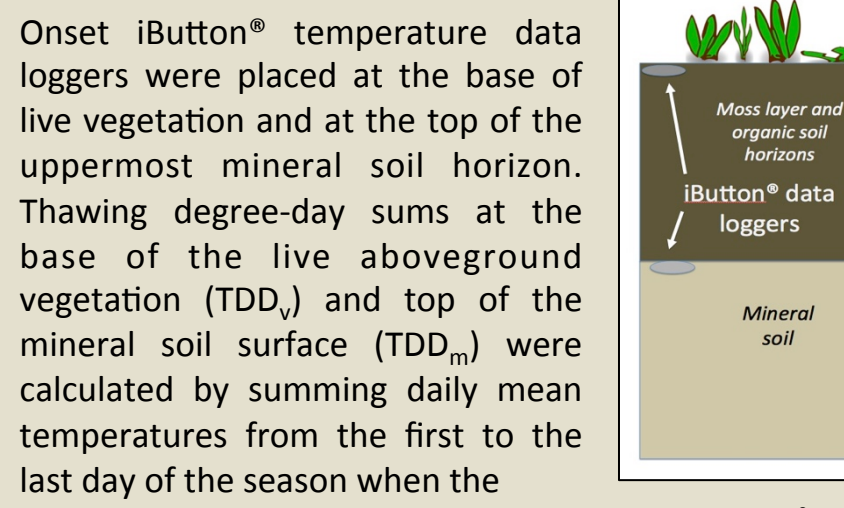 Onset iButton® temperature data
loggers were placed at the base of
live vegetation and at the top of the
uppermost mineral soil horizon.
Thawing degree-day sums at the
base of the live aboveground
vegetation (TDDv) and top of the
mineral soil surface (TDDm) were
calculated by summing daily mean
temperatures from the first to the
last day of the season when the
Moss layer and
organic soil
horizons
iButton® data
loggers
Mineral
soil